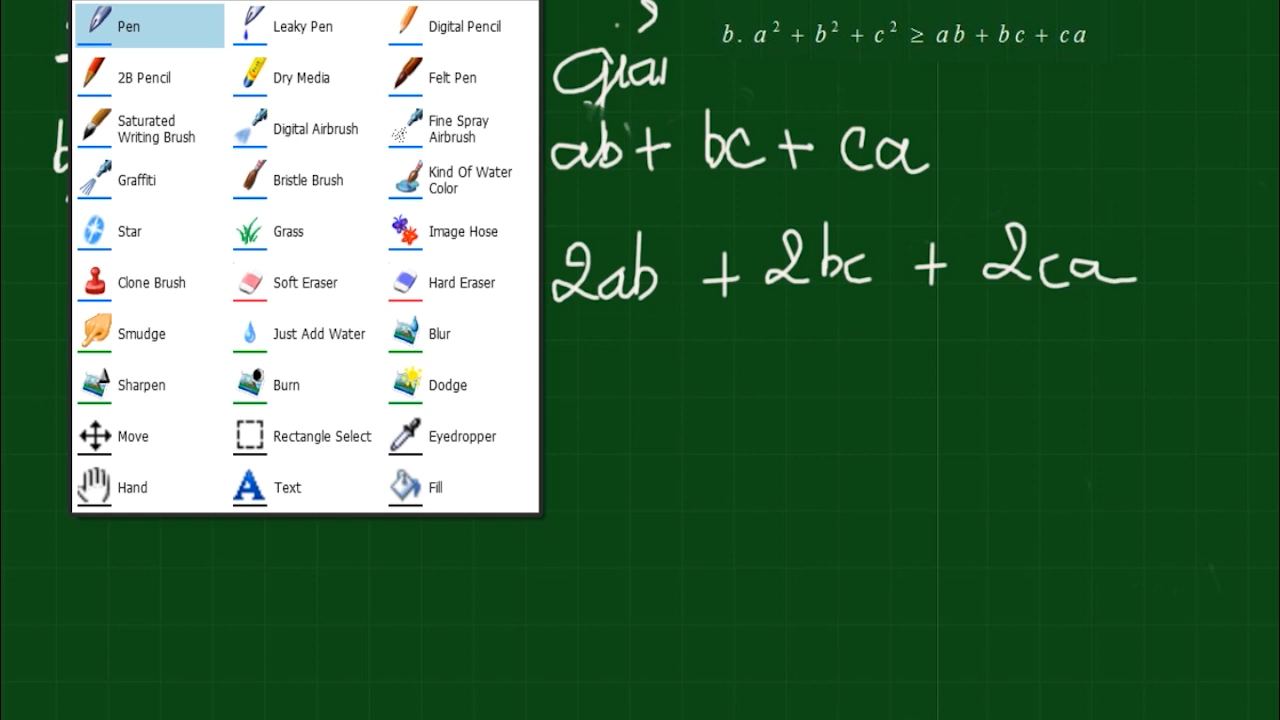 b. a² + b² + c² ≥ ab + bc + ca
Giải
ab + bc + ca
2ab + 2bc + 2ca
Pen Leaky Pen Digital Pencil
2B Pencil Dry Media Felt Pen
Saturated Writing Brush Digital Airbrush Fine Spray Airbrush
Graffiti Bristle Brush Kind Of Water Color
Star Grass Image Hose
Clone Brush Soft Eraser Hard Eraser
Smudge Just Add Water Blur
Sharpen Burn Dodge
Move Rectangle Select Eyedropper
Hand Text Fill